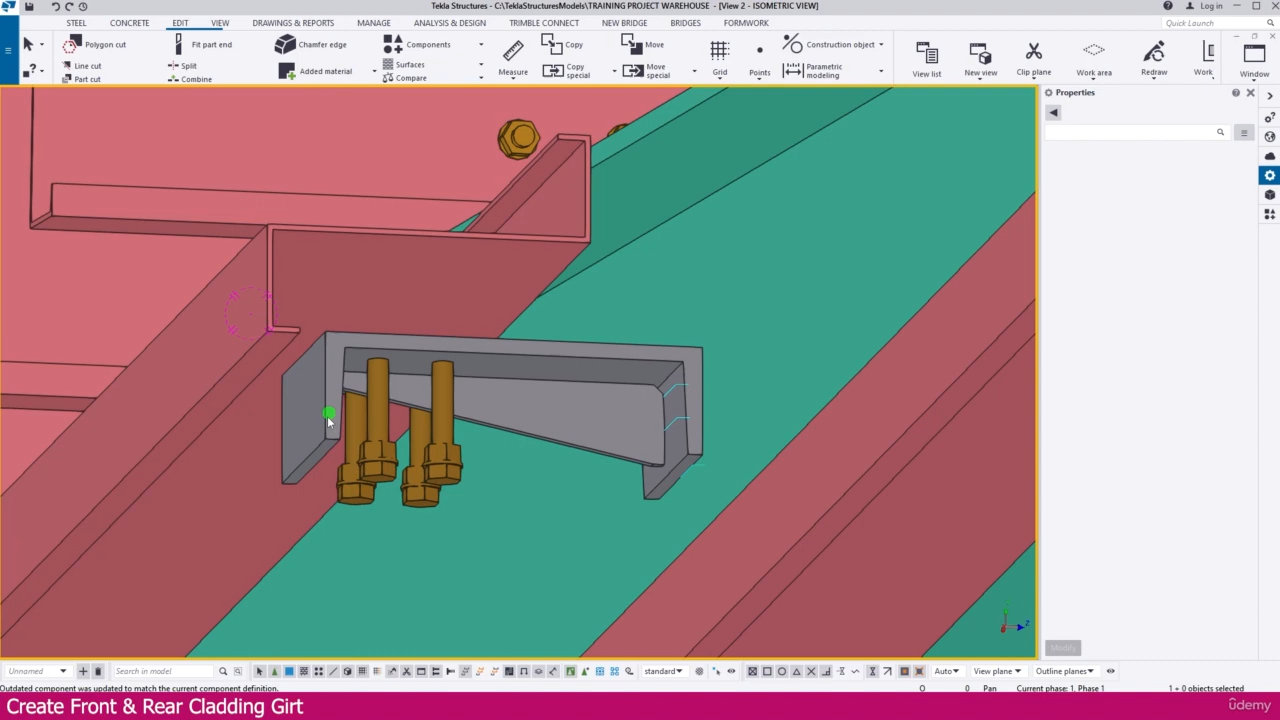 Tekla Structures - C:\TeklaStructuresModels\TRAINING PROJECT WAREHOUSE - [View 2 - ISOMETRIC VIEW]
Log in
STEEL CONCRETE EDIT VIEW DRAWINGS & REPORTS MANAGE ANALYSIS & DESIGN TRIMBLE CONNECT NEW BRIDGE BRIDGES FORMWORK
Quick Launch
Polygon cut
Line cut
Part cut
Fit part end
Split
Combine
Chamfer edge
Added material
Components
Surfaces
Compare
Measure
Copy
Copy
special
Move
Move
special
Grid
Points
Construction object
Parametric
modeling
View list
New view
Clip plane
Work area
Redraw
Work
Window
Properties
z
Modify
Unnamed
Search in model
standard
Auto
View plane
Outline planes
Outdated component was updated to match the current component definition.
O
0
Pan
Current phase: 1, Phase 1
1 + 0 objects selected
Create Front & Rear Cladding Girt
ûdemy